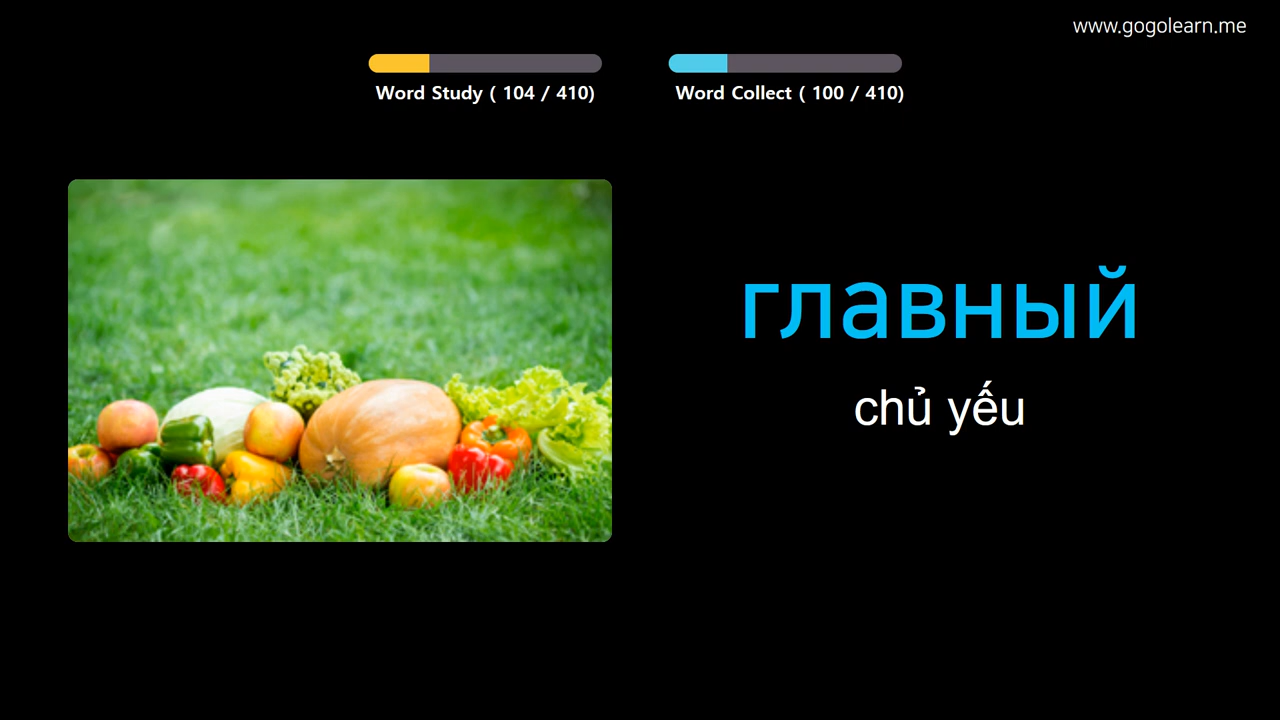 www.gogolearn.me
Word Study ( 104 / 410)
Word Collect ( 100 / 410)
главный
chủ yếu